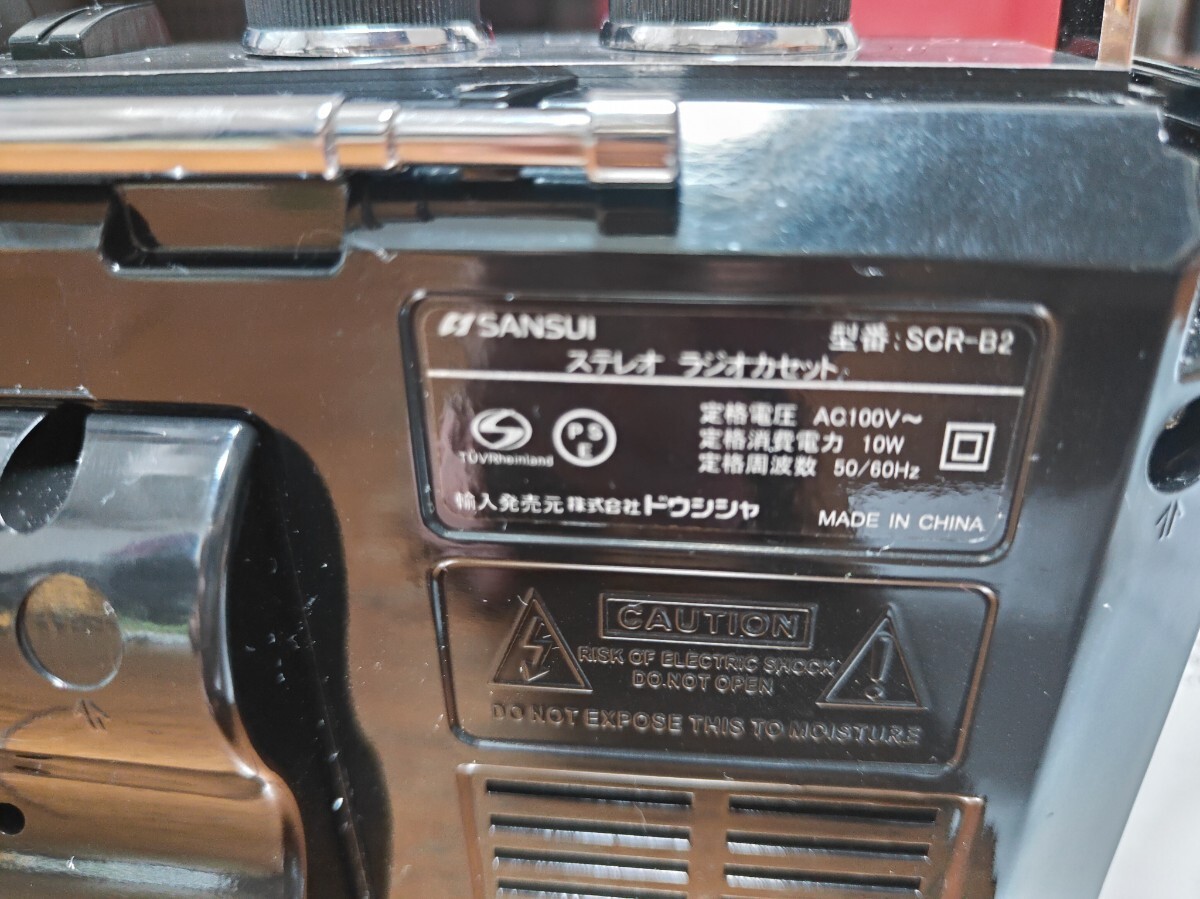 SANSUI 型番: SCR-B2
ステレオ ラジオカセット
TÜVRheinland
PSE
定格電圧 AC100V～
定格消費電力 10W
定格周波数 50/60Hz
輸入発売元 株式会社ドウシシャ
MADE IN CHINA
CAUTION
RISK OF ELECTRIC SHOCK
DO NOT OPEN
DO NOT EXPOSE THIS TO MOISTURE